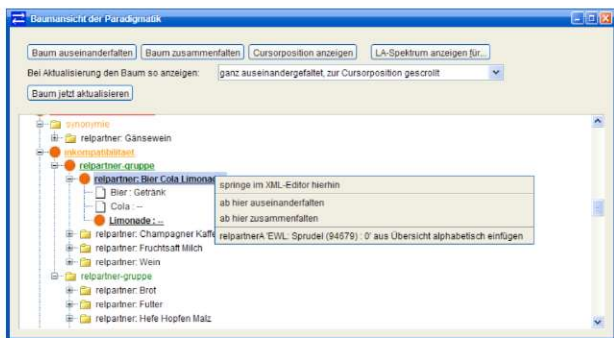 Baumansicht der Paradigmatik
Baum auseinanderfalten Baum zusammenfalten Cursorposition anzeigen LA-Spektrum anzeigen für...
Bei Aktualisierung den Baum so anzeigen: ganz auseinandergefaltet, zur Cursorposition gescrollt
Baum jetzt aktualisieren
synonymie
relpartner: Gänsewein
inkompatibilitaet
relpartner-gruppe
relpartner: Bier Cola Limonade
springe im XML-Editor hierhin
Bier : Getränk
ab hier auseinanderfalten
Cola : --
ab hier zusammenfalten
Limonade : --
relpartnerA 'EWL: Sprudel (94679) : 0' aus Übersicht alphabetisch einfügen
relpartner: Champagner Kaffe
relpartner: Fruchtsaft Milch
relpartner: Wein
relpartner-gruppe
relpartner: Brot
relpartner: Futter
relpartner: Hefe Hopfen Malz